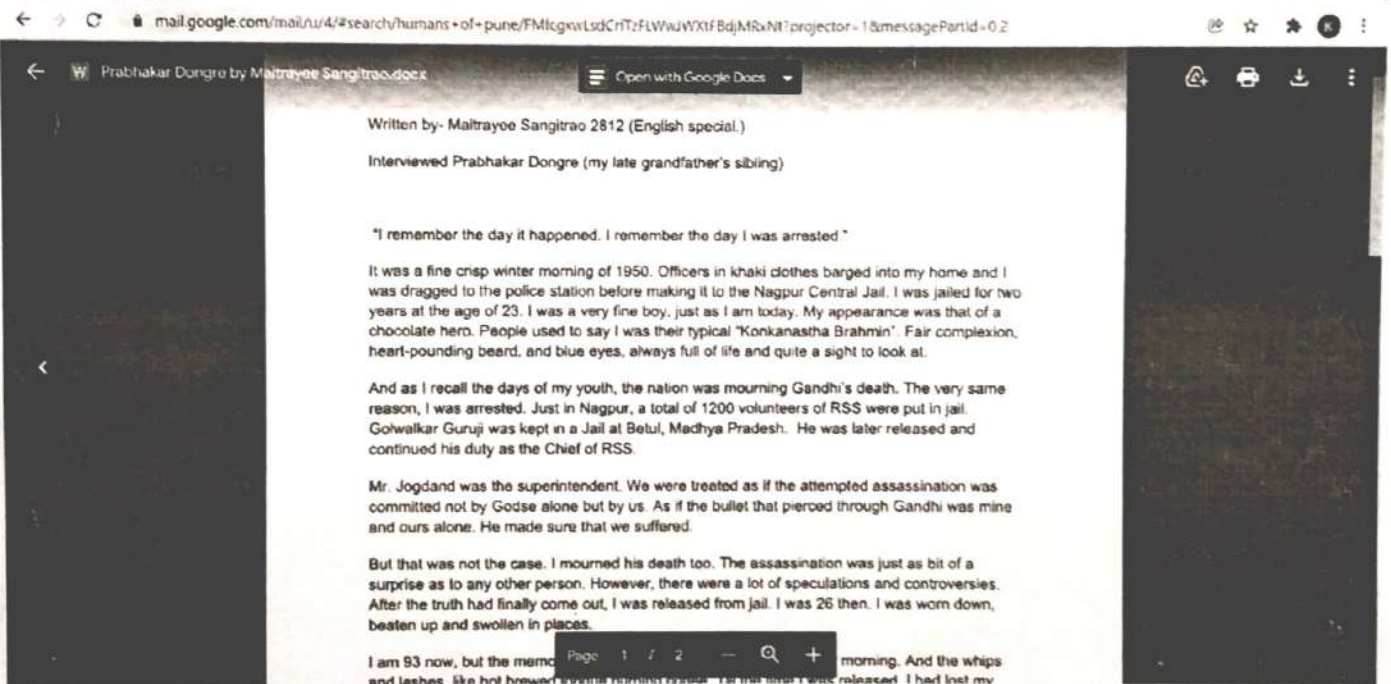 mail.google.com/mail/u/4/#search/humans+of+pune/
Prabhakar Dongre by Maitrayee Sangitrao.docx
Open with Google Docs
K
Written by- Maitrayee Sangitrao 2812 (English special.)
Interviewed Prabhakar Dongre (my late grandfather's sibling)
"I remember the day it happened. I remember the day I was arrested."
It was a fine crisp winter morning of 1950. Officers in khaki clothes barged into my home and I
was dragged to the police station before making it to the Nagpur Central Jail. I was jailed for two
years at the age of 23. I was a very fine boy, just as I am today. My appearance was that of a
chocolate hero. People used to say I was their typical "Konkanastha Brahmin". Fair complexion,
heart-pounding beard, and blue eyes, always full of life and quite a sight to look at.
And as I recall the days of my youth, the nation was mourning Gandhi's death. The very same
reason, I was arrested. Just in Nagpur, a total of 1200 volunteers of RSS were put in jail.
Golwalkar Guruji was kept in a Jail at Betul, Madhya Pradesh. He was later released and
continued his duty as the Chief of RSS.
Mr. Jogdand was the superintendent. We were treated as if the attempted assassination was
committed not by Godse alone but by us. As if the bullet that pierced through Gandhi was mine
and ours alone. He made sure that we suffered.
But that was not the case. I mourned his death too. The assassination was just as bit of a
surprise as to any other person. However, there were a lot of speculations and controversies.
After the truth had finally come out, I was released from jail. I was 26 then. I was worn down,
beaten up and swollen in places.
I am 93 now, but the morning. And the whips
and lashes, like hot brewed released, I had lost my
Page 1 / 2